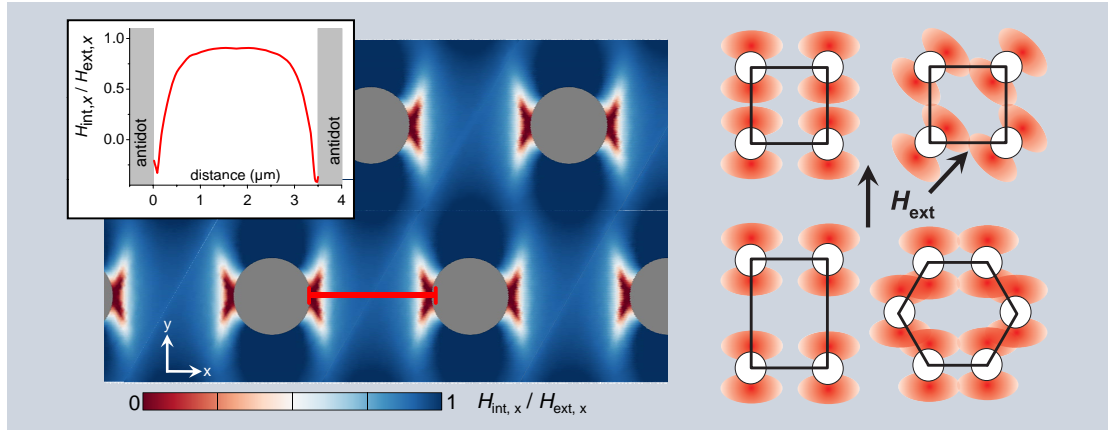 H_int,x / H_ext,x
1.0
0.5
0.0
antidot
antidot
distance (µm)
0 1 2 3 4
y
x
0
1
H_int, x / H_ext, x
H_ext